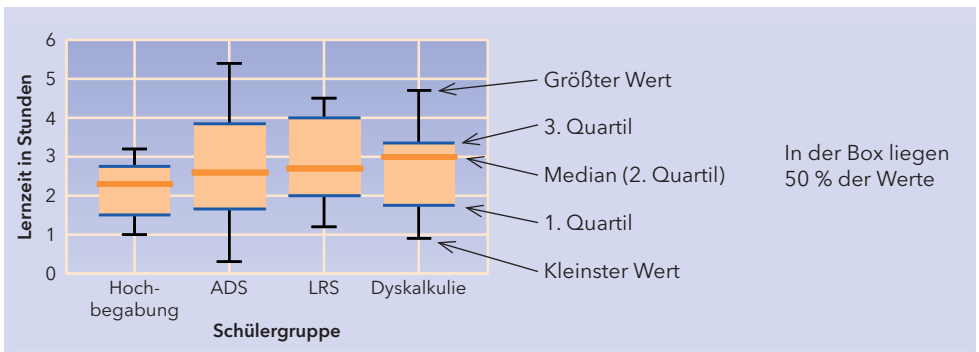 6
5
4
3
2
1
0
Lernzeit in Stunden
Hoch-
begabung
ADS
LRS
Dyskalkulie
Schülergruppe
Größter Wert
3. Quartil
Median (2. Quartil)
1. Quartil
Kleinster Wert
In der Box liegen
50 % der Werte